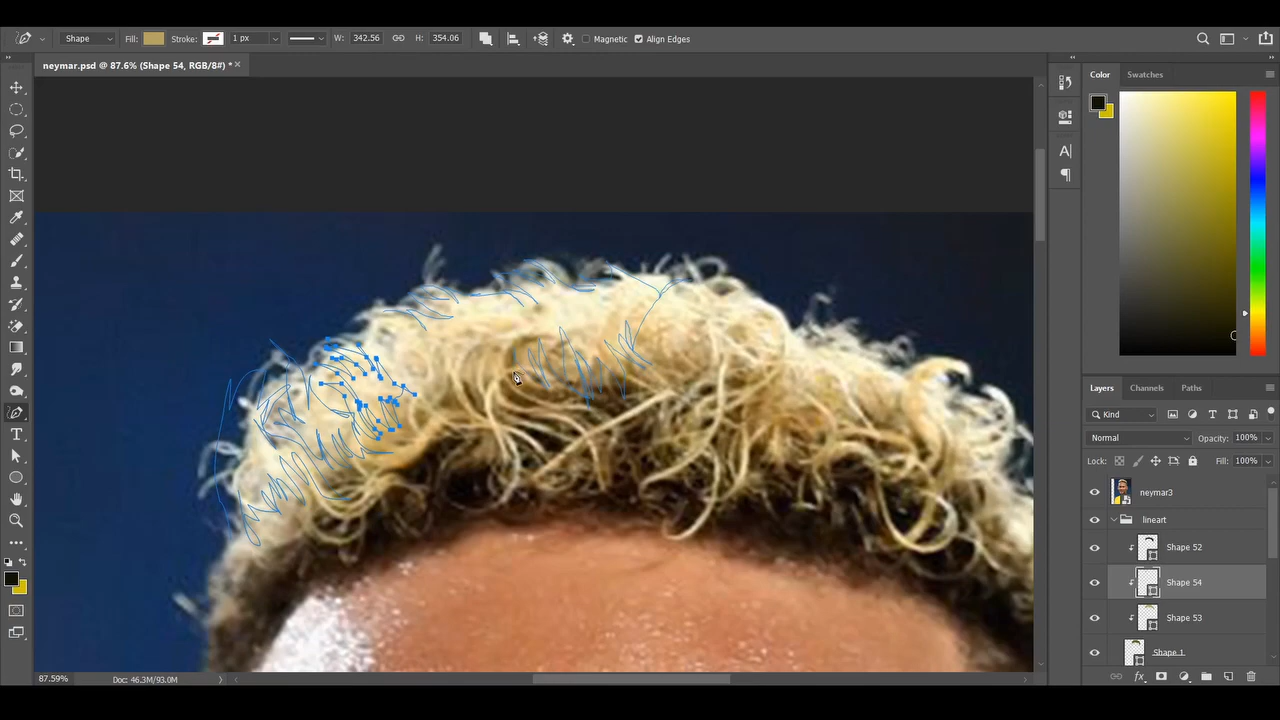 Shape Fill: Stroke: 1 px W: 342.56 H: 354.06 Magnetic Align Edges
neymar.psd @ 87.6% (Shape 54, RGB/8#) *
Color Swatches
Layers Channels Paths
Kind
Normal Opacity: 100%
Lock: Fill: 100%
neymar3
lineart
Shape 52
Shape 54
Shape 53
Shape 1
87.59% Doc: 46.3M/93.0M